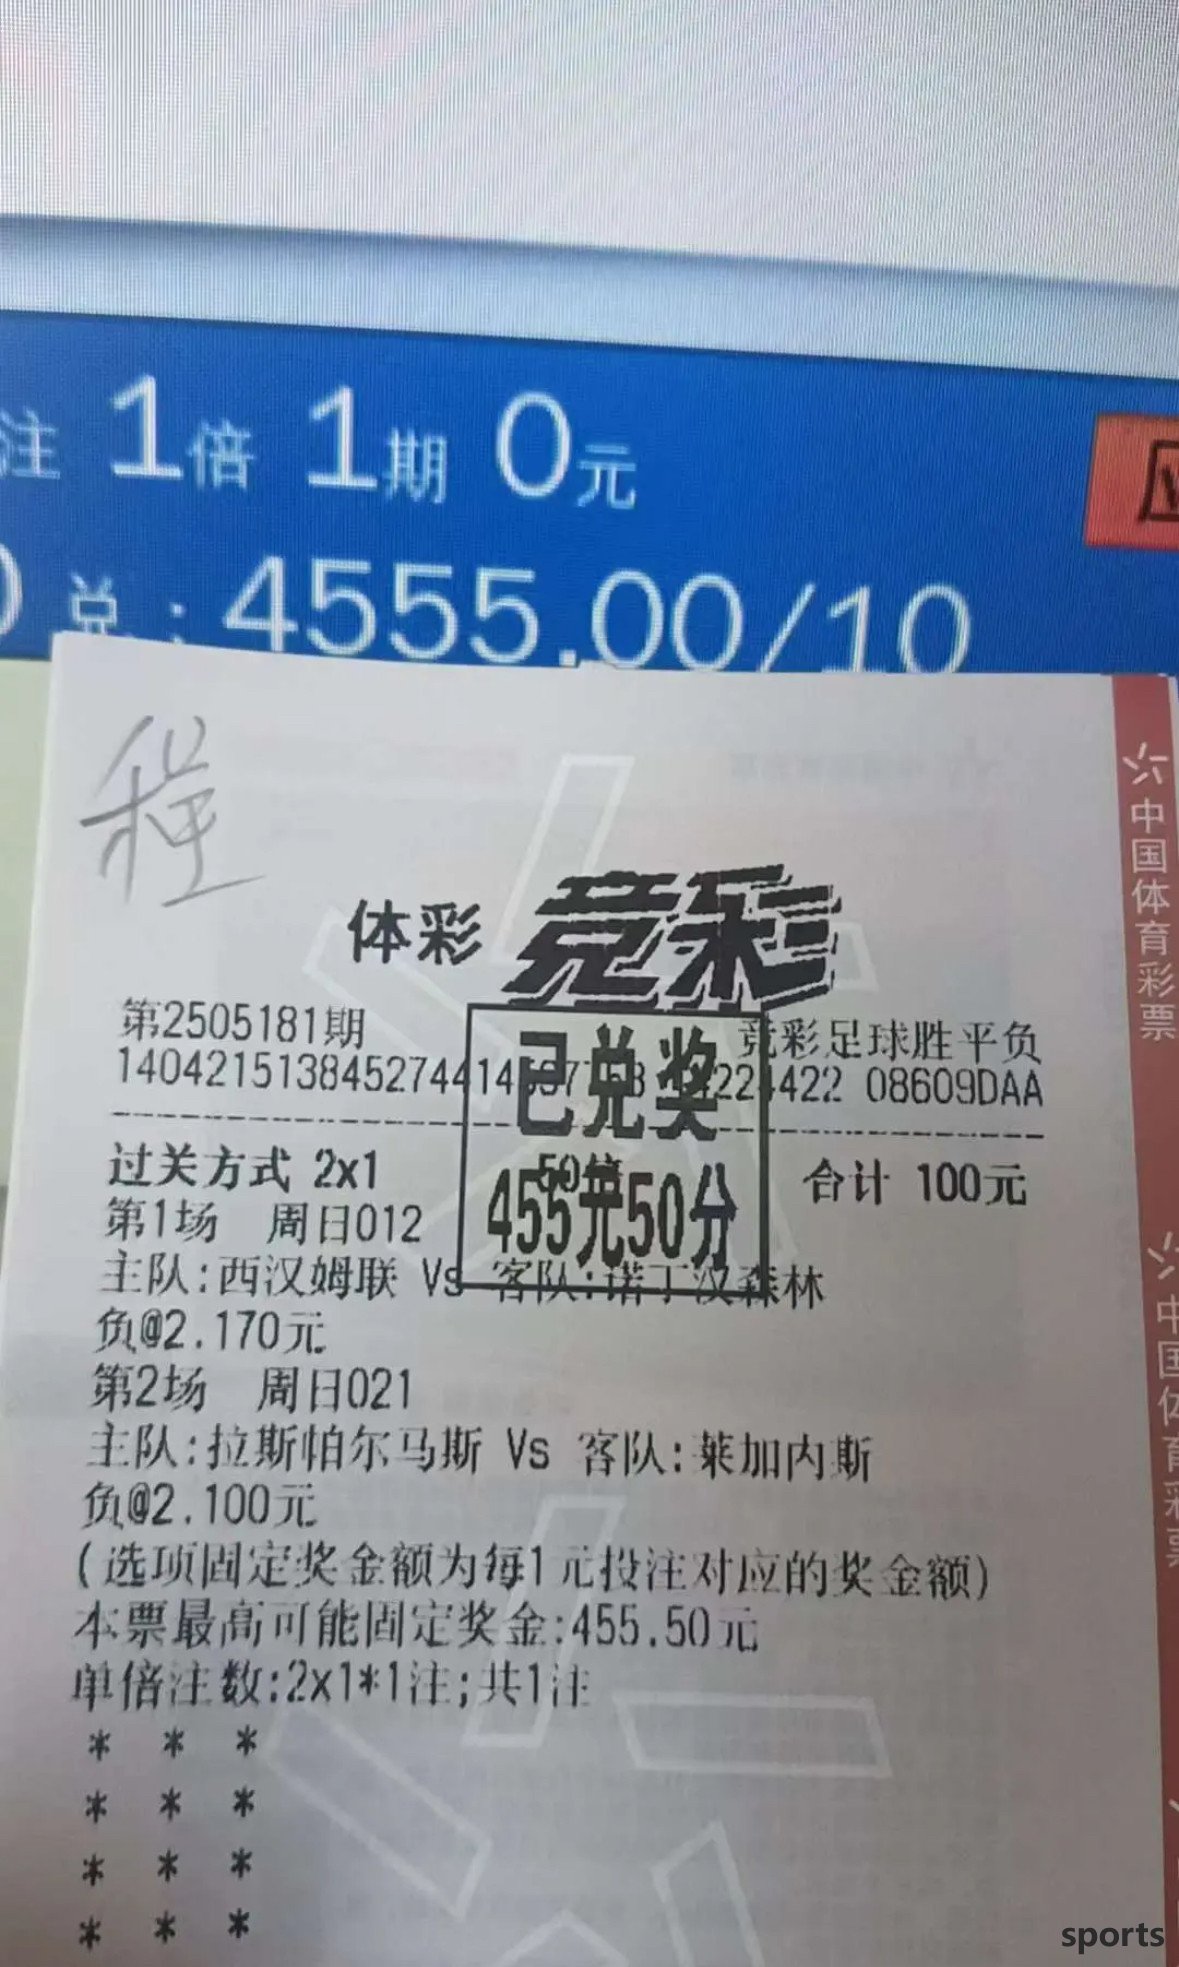 注 1倍 1期 0元
兑：4555.00/10
程
体彩 竞彩
第2505181期
竞彩足球胜平负
08609DAA
已兑奖
455元50分
过关方式 2x1
50倍
合计 100元
第1场 周日012
主队:西汉姆联 Vs 客队:诺丁汉森林
负@2.170元
第2场 周日021
主队:拉斯帕尔马斯 Vs 客队:莱加内斯
负@2.100元
(选项固定奖金额为每1元投注对应的奖金额)
本票最高可能固定奖金:455.50元
单倍注数:2x1*1注;共1注
* * *
* * *
* * *
* * *
中国体育彩票
中国体育彩票
sports